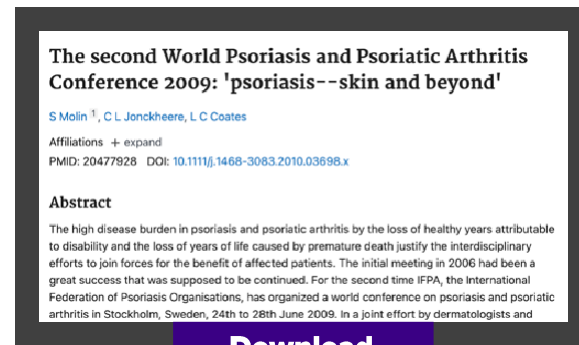 The second World Psoriasis and Psoriatic Arthritis
Conference 2009: 'psoriasis--skin and beyond'
S Molin 1, C L Jonckheere, L C Coates
Affiliations + expand
PMID: 20477928 DOI: 10.1111/j.1468-3083.2010.03698.x
Abstract
The high disease burden in psoriasis and psoriatic arthritis by the loss of healthy years attributable
to disability and the loss of years of life caused by premature death justify the interdisciplinary
efforts to join forces for the benefit of affected patients. The initial meeting in 2006 had been a
great success that was supposed to be continued. For the second time IFPA, the International
Federation of Psoriasis Organisations, has organized a world conference on psoriasis and psoriatic
arthritis in Stockholm, Sweden, 24th to 28th June 2009. In a joint effort by dermatologists and
Download